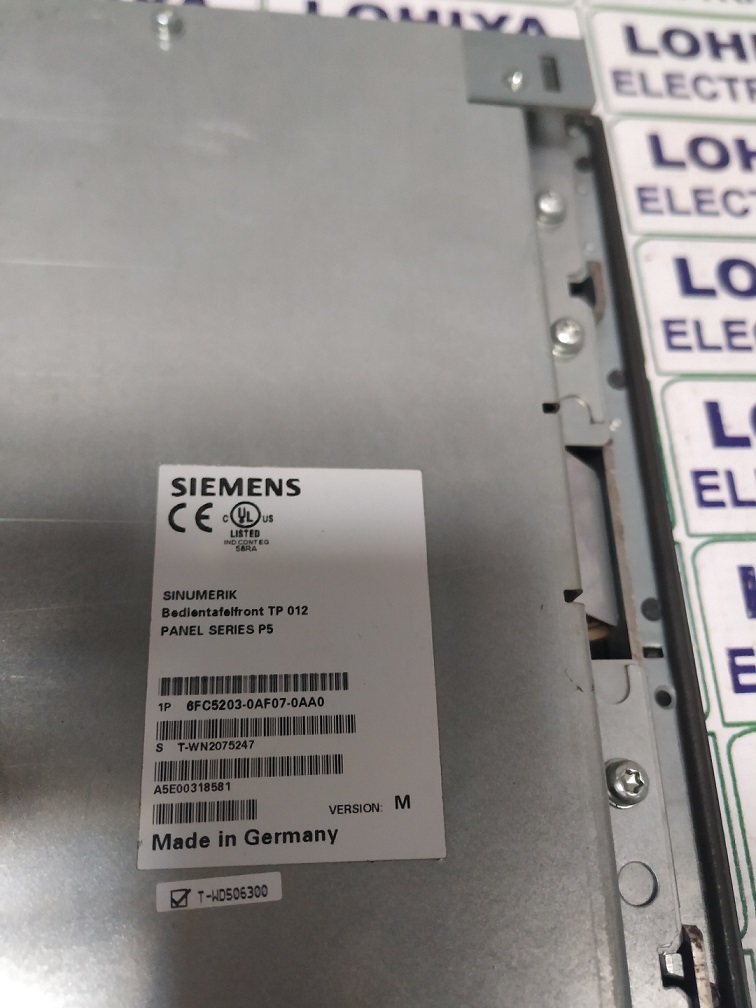 LOHIYA
SIEMENS
CE
C UL US
LISTED
IND CONT EQ
58RA
SINUMERIK
Bedientafelfront TP 012
PANEL SERIES P5
1P 6FC5203-0AF07-0AA0
S T-WN2075247
A5E00318581
VERSION: M
Made in Germany
T-WD506300
LOHI
ELECTR
LOH
ELECT
LO
ELEC
L
EL
E